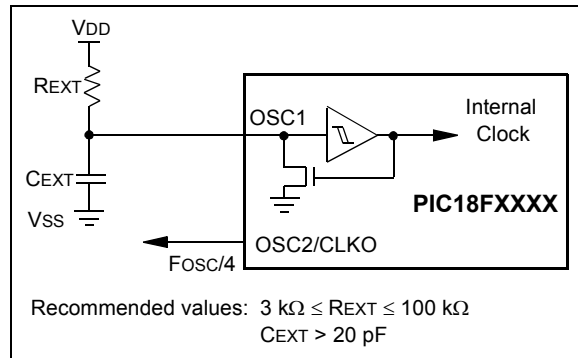 VDD
REXT
OSC1
Internal
Clock
CEXT
PIC18FXXXX
VSS
OSC2/CLKO
FOSC/4
Recommended values: 3 kΩ ≤ REXT ≤ 100 kΩ
CEXT > 20 pF